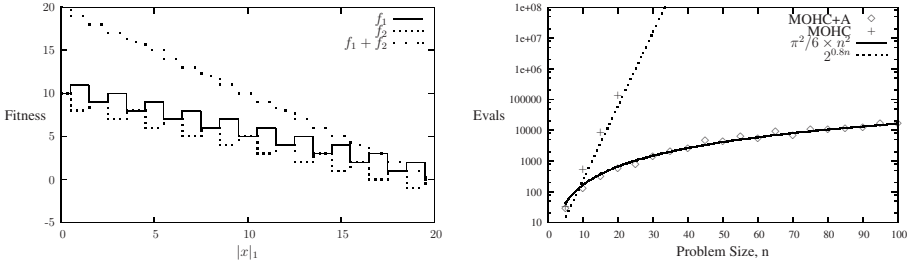 20
15
10
5
0
-5
Fitness
0 5 10 15 20
|x|₁
f₁
f₂
f₁ + f₂
1e+08
1e+07
1e+06
100000
10000
1000
100
10
Evals
0 10 20 30 40 50 60 70 80 90 100
Problem Size, n
MOHC+A
MOHC
π²/6 × n²
2^0.8n